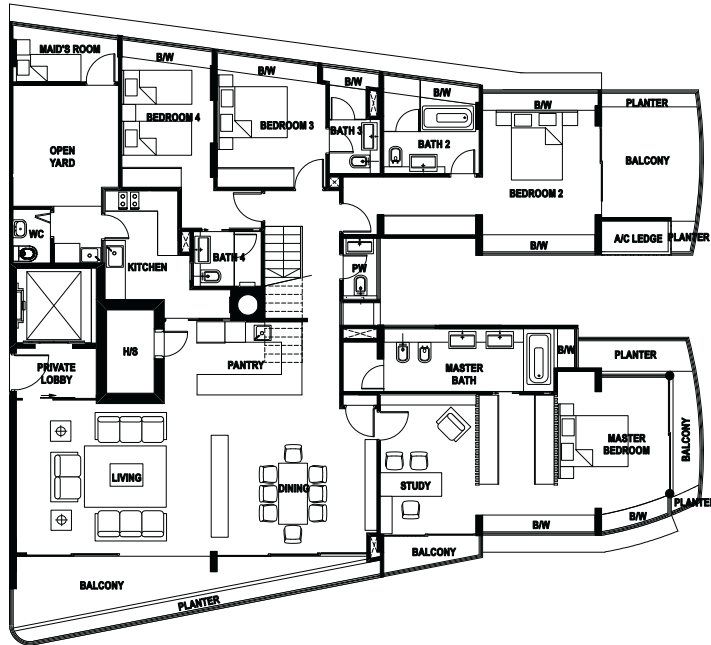 MAID'S ROOM
B/W
B/W
B/W
B/W
B/W
PLANTER
BEDROOM 4
BEDROOM 3
BATH 3
BATH 2
OPEN
YARD
BALCONY
BEDROOM 2
WC
B/W
A/C LEDGE
PLANTER
KITCHEN
BATH 4
PW
H/S
PRIVATE
LOBBY
PANTRY
MASTER
BATH
B/W
PLANTER
MASTER
BEDROOM
BALCONY
LIVING
DINING
STUDY
PLANTER
B/W
B/W
BALCONY
BALCONY
PLANTER